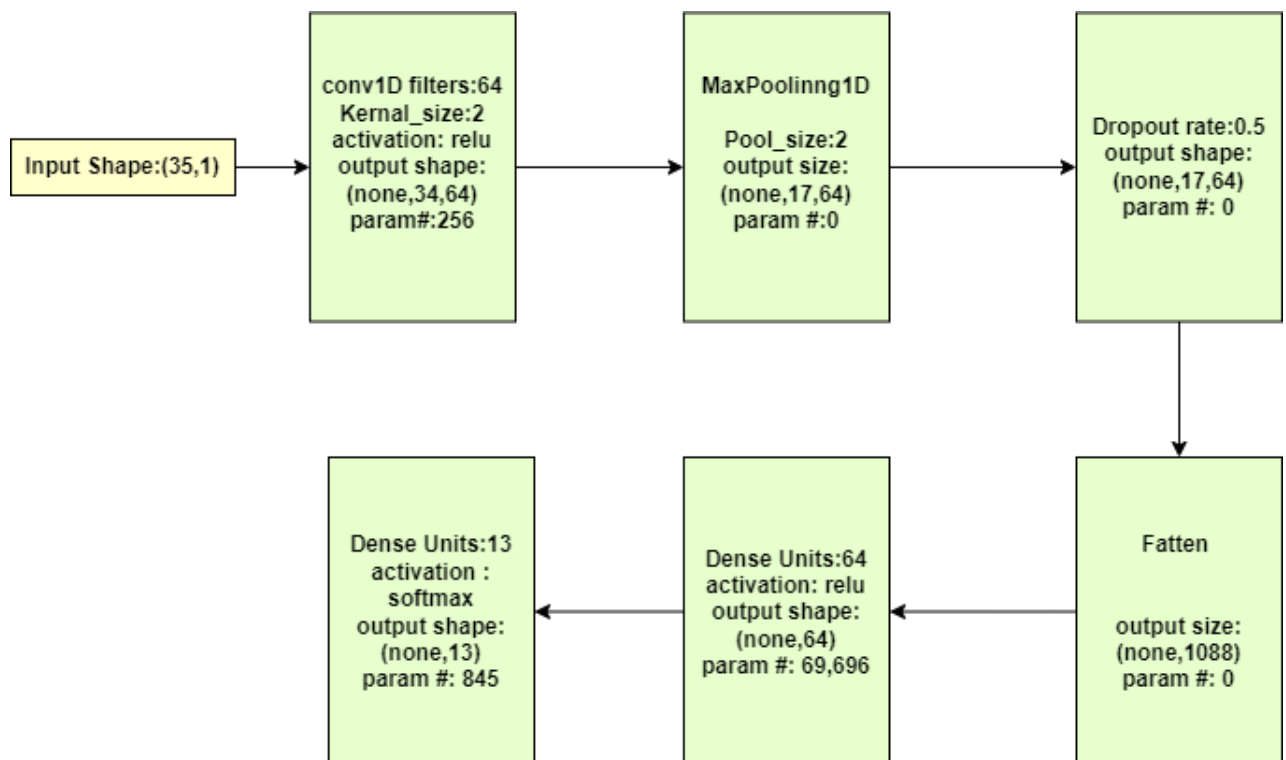 Input Shape:(35,1)
conv1D filters:64
Kernal_size:2
activation: relu
output shape:
(none,34,64)
param#:256
MaxPoolinng1D
Pool_size:2
output size:
(none,17,64)
param #:0
Dropout rate:0.5
output shape:
(none,17,64)
param #: 0
Fatten
output size:
(none,1088)
param #: 0
Dense Units:64
activation: relu
output shape:
(none,64)
param #: 69,696
Dense Units:13
activation :
softmax
output shape:
(none,13)
param #: 845